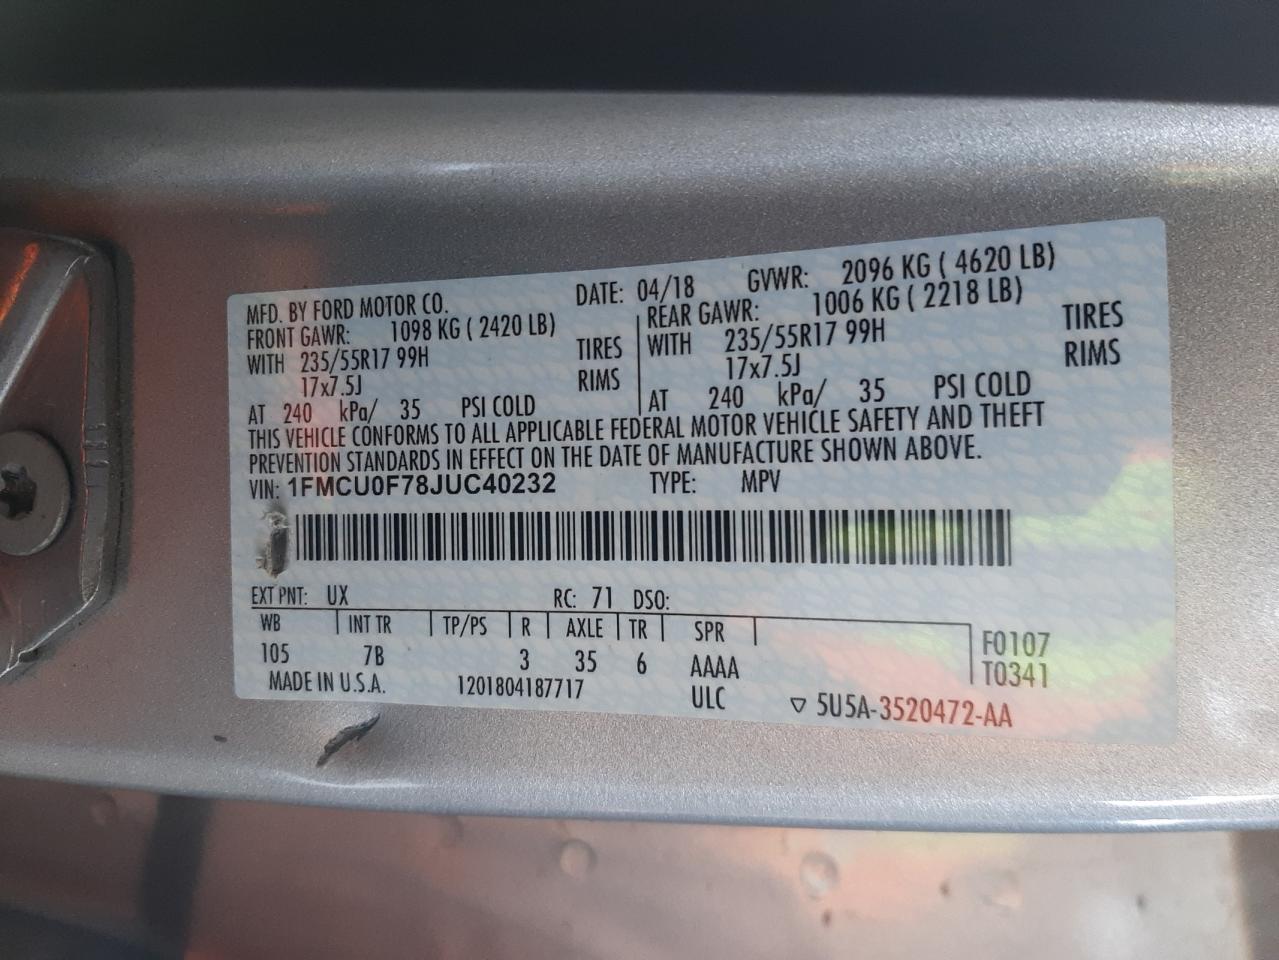 MFD. BY FORD MOTOR CO. DATE: 04/18 GVWR: 2096 KG ( 4620 LB)
FRONT GAWR: 1098 KG ( 2420 LB) REAR GAWR: 1006 KG ( 2218 LB)
WITH 235/55R17 99H TIRES WITH 235/55R17 99H TIRES
17x7.5J RIMS 17x7.5J RIMS
AT 240 kPa/ 35 PSI COLD AT 240 kPa/ 35 PSI COLD
THIS VEHICLE CONFORMS TO ALL APPLICABLE FEDERAL MOTOR VEHICLE SAFETY AND THEFT
PREVENTION STANDARDS IN EFFECT ON THE DATE OF MANUFACTURE SHOWN ABOVE.
VIN: 1FMCU0F78JUC40232 TYPE: MPV
EXT PNT: UX RC: 71 DSO:
WB INT TR TP/PS R AXLE TR SPR F0107
105 7B 3 35 6 AAAA T0341
MADE IN U.S.A. 1201804187717 ULC ▽ 5U5A-3520472-AA